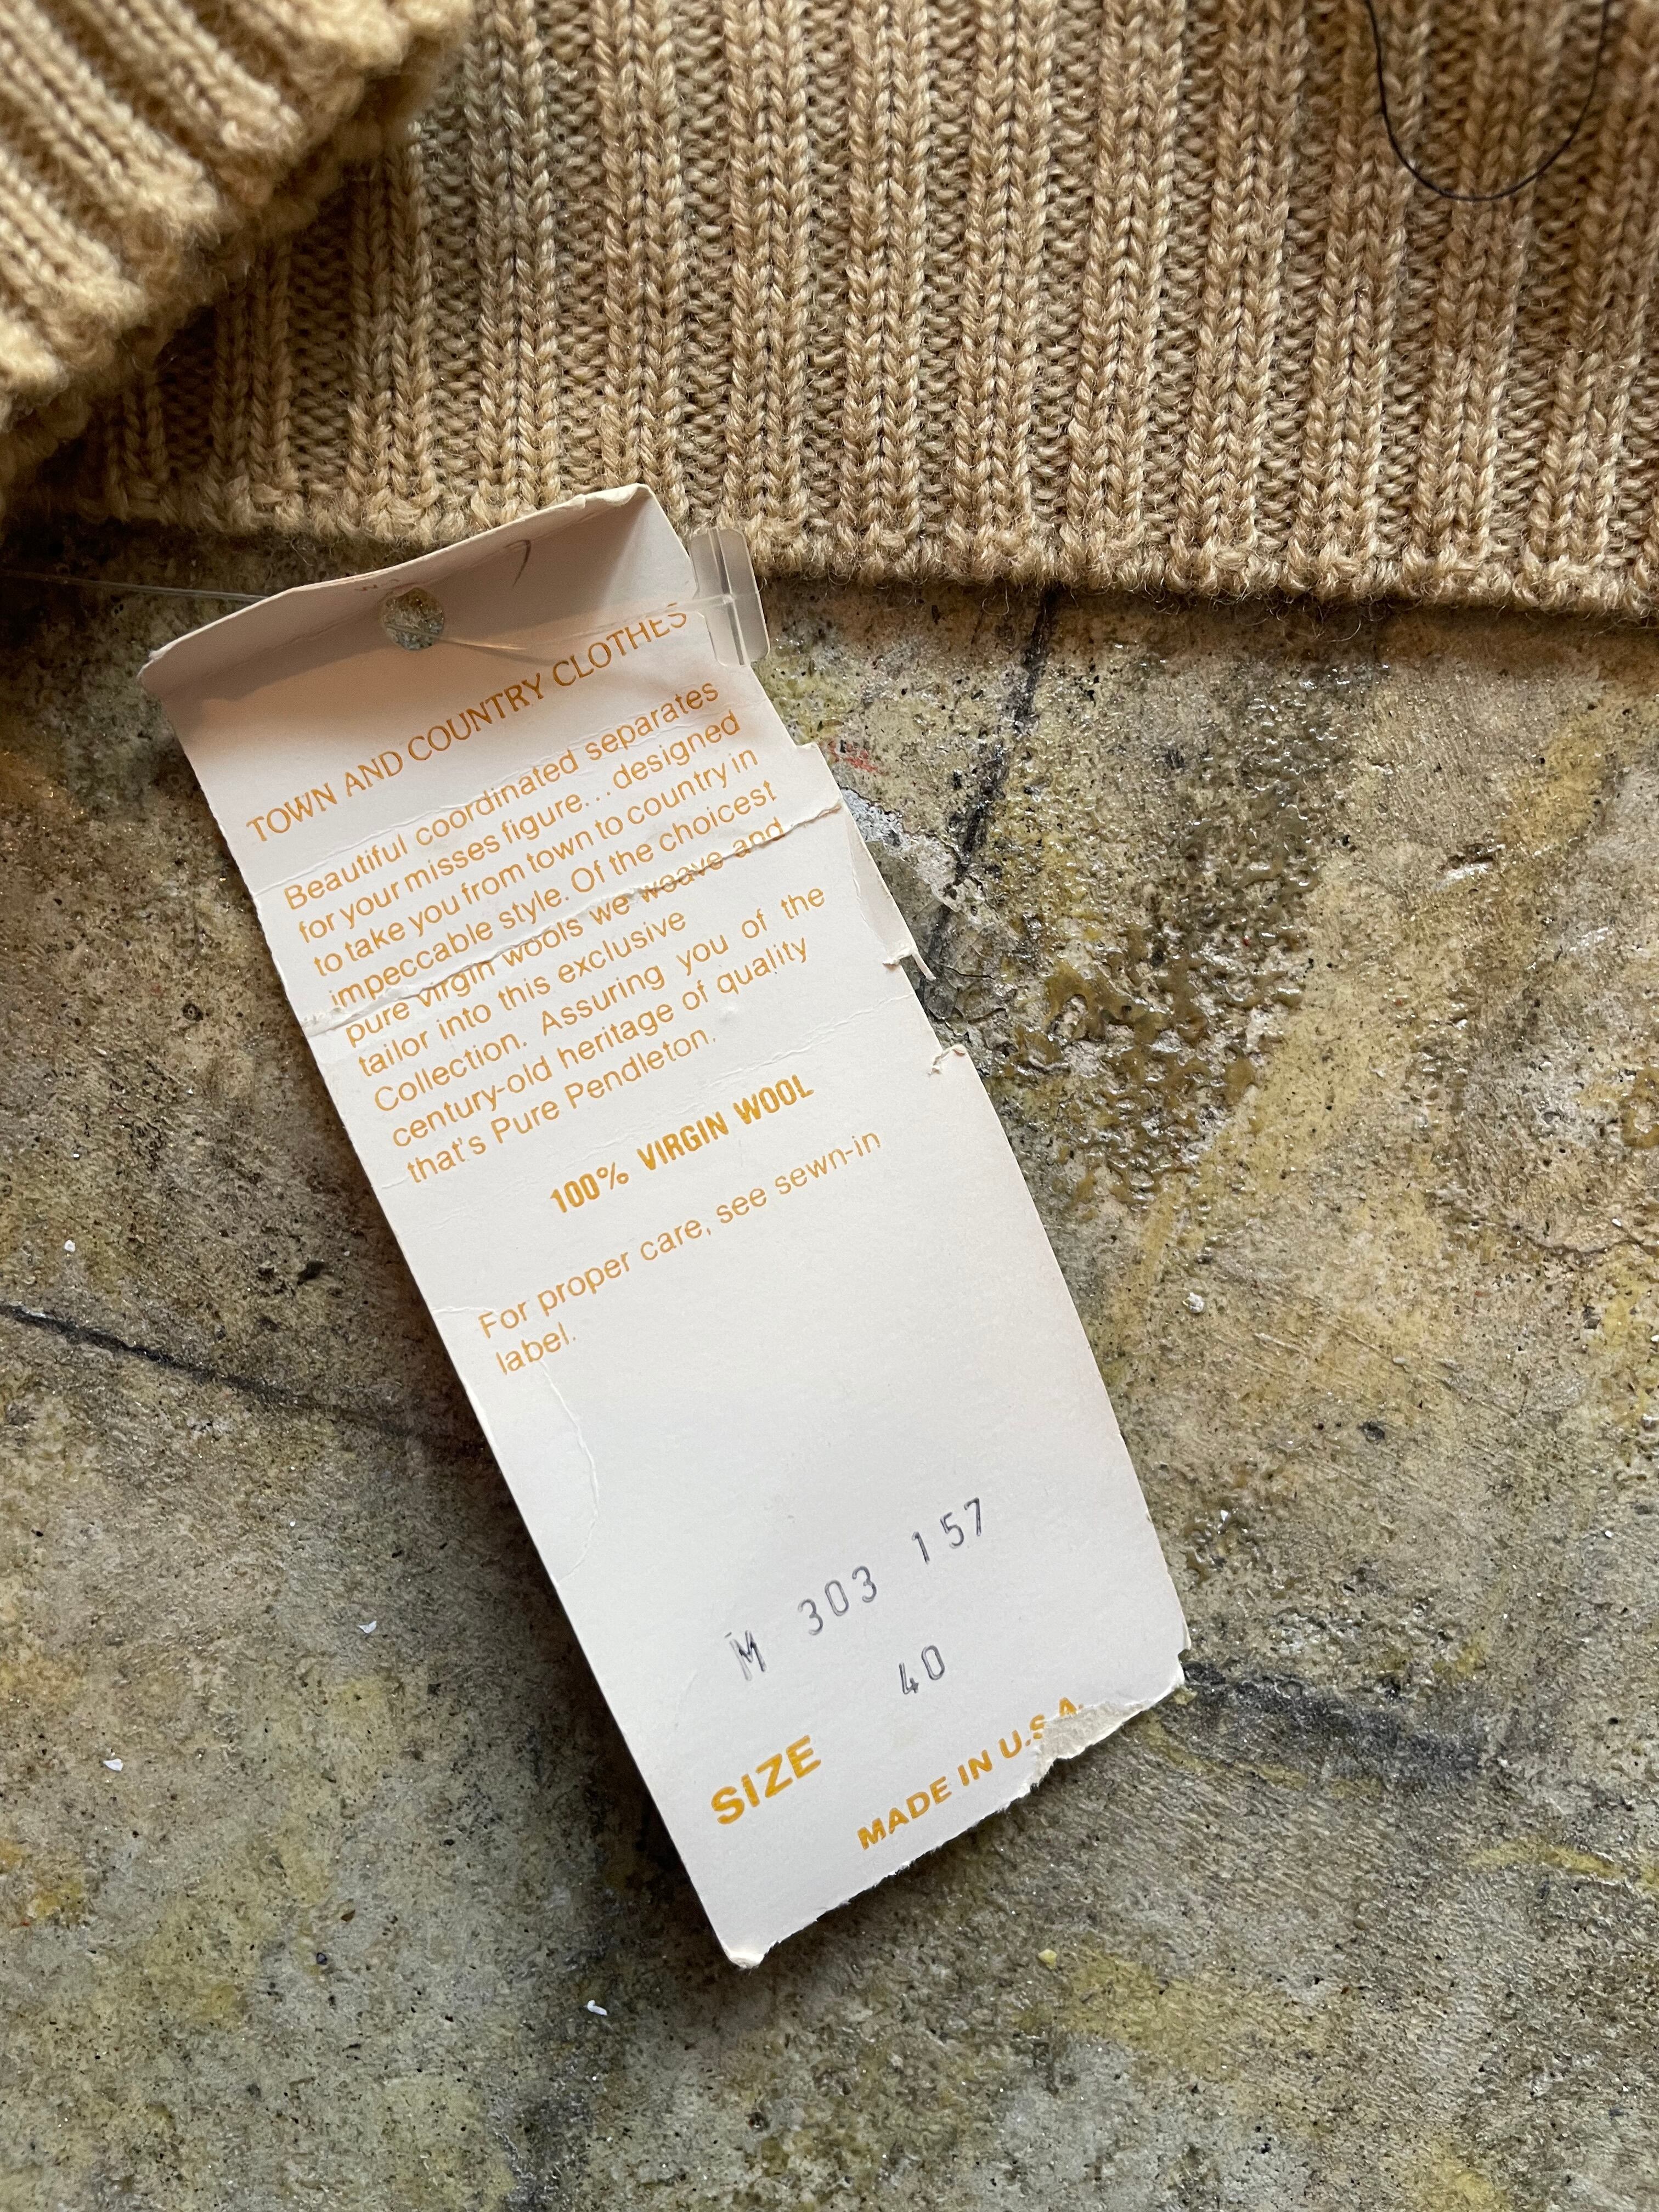 TOWN AND COUNTRY CLOTHES
Beautiful coordinated separates
for your misses figure...designed
to take you from town to country in
impeccable style. Of the choicest
pure virgin wools we weave and
tailor into this exclusive
Collection. Assuring you of the
century-old heritage of quality
that's Pure Pendleton.
100% VIRGIN WOOL
For proper care, see sewn-in
label.
M 303 157
40
SIZE
MADE IN U.S.A.